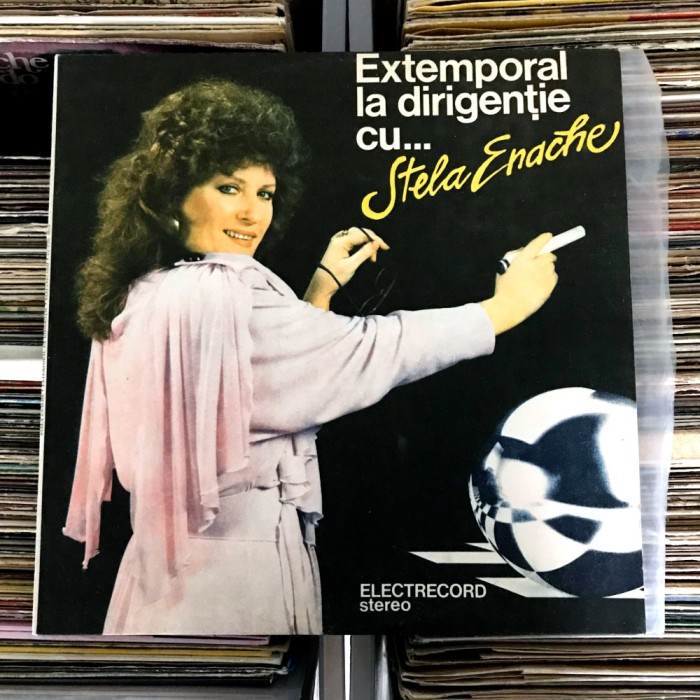 Extemporal
la dirigenție
cu...
Stela Enache
ELECTRECORD
stereo